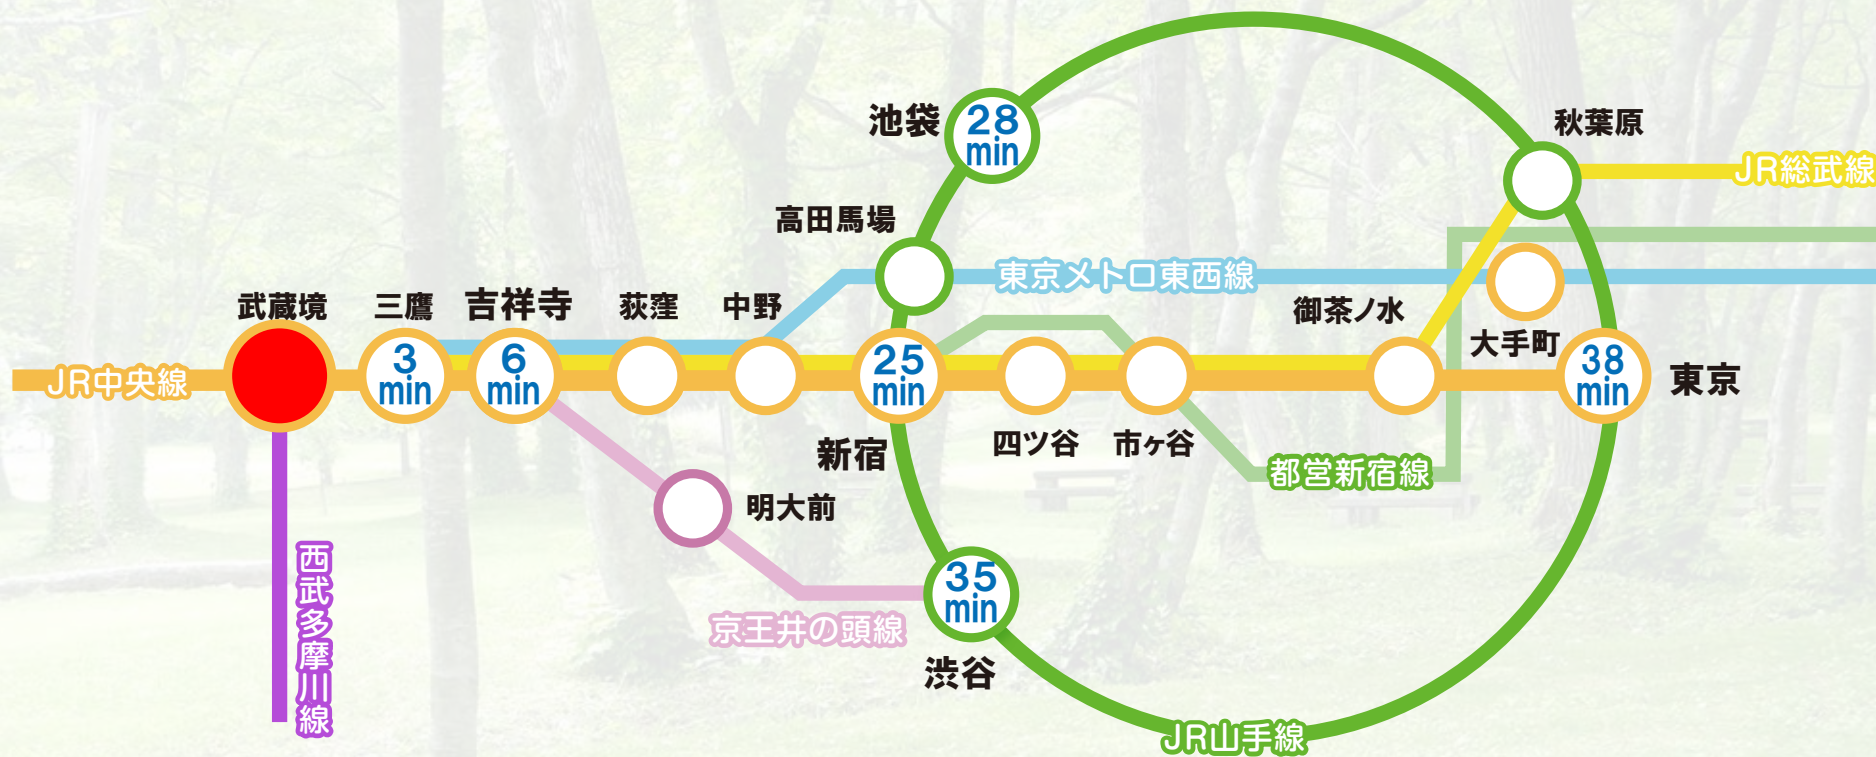 池袋
28
min
秋葉原
JR総武線
高田馬場
東京メトロ東西線
武蔵境
三鷹
吉祥寺
荻窪
中野
御茶ノ水
大手町
JR中央線
3
min
6
min
25
min
38
min
東京
新宿
四ツ谷
市ヶ谷
都営新宿線
明大前
西武多摩川線
35
min
京王井の頭線
渋谷
JR山手線